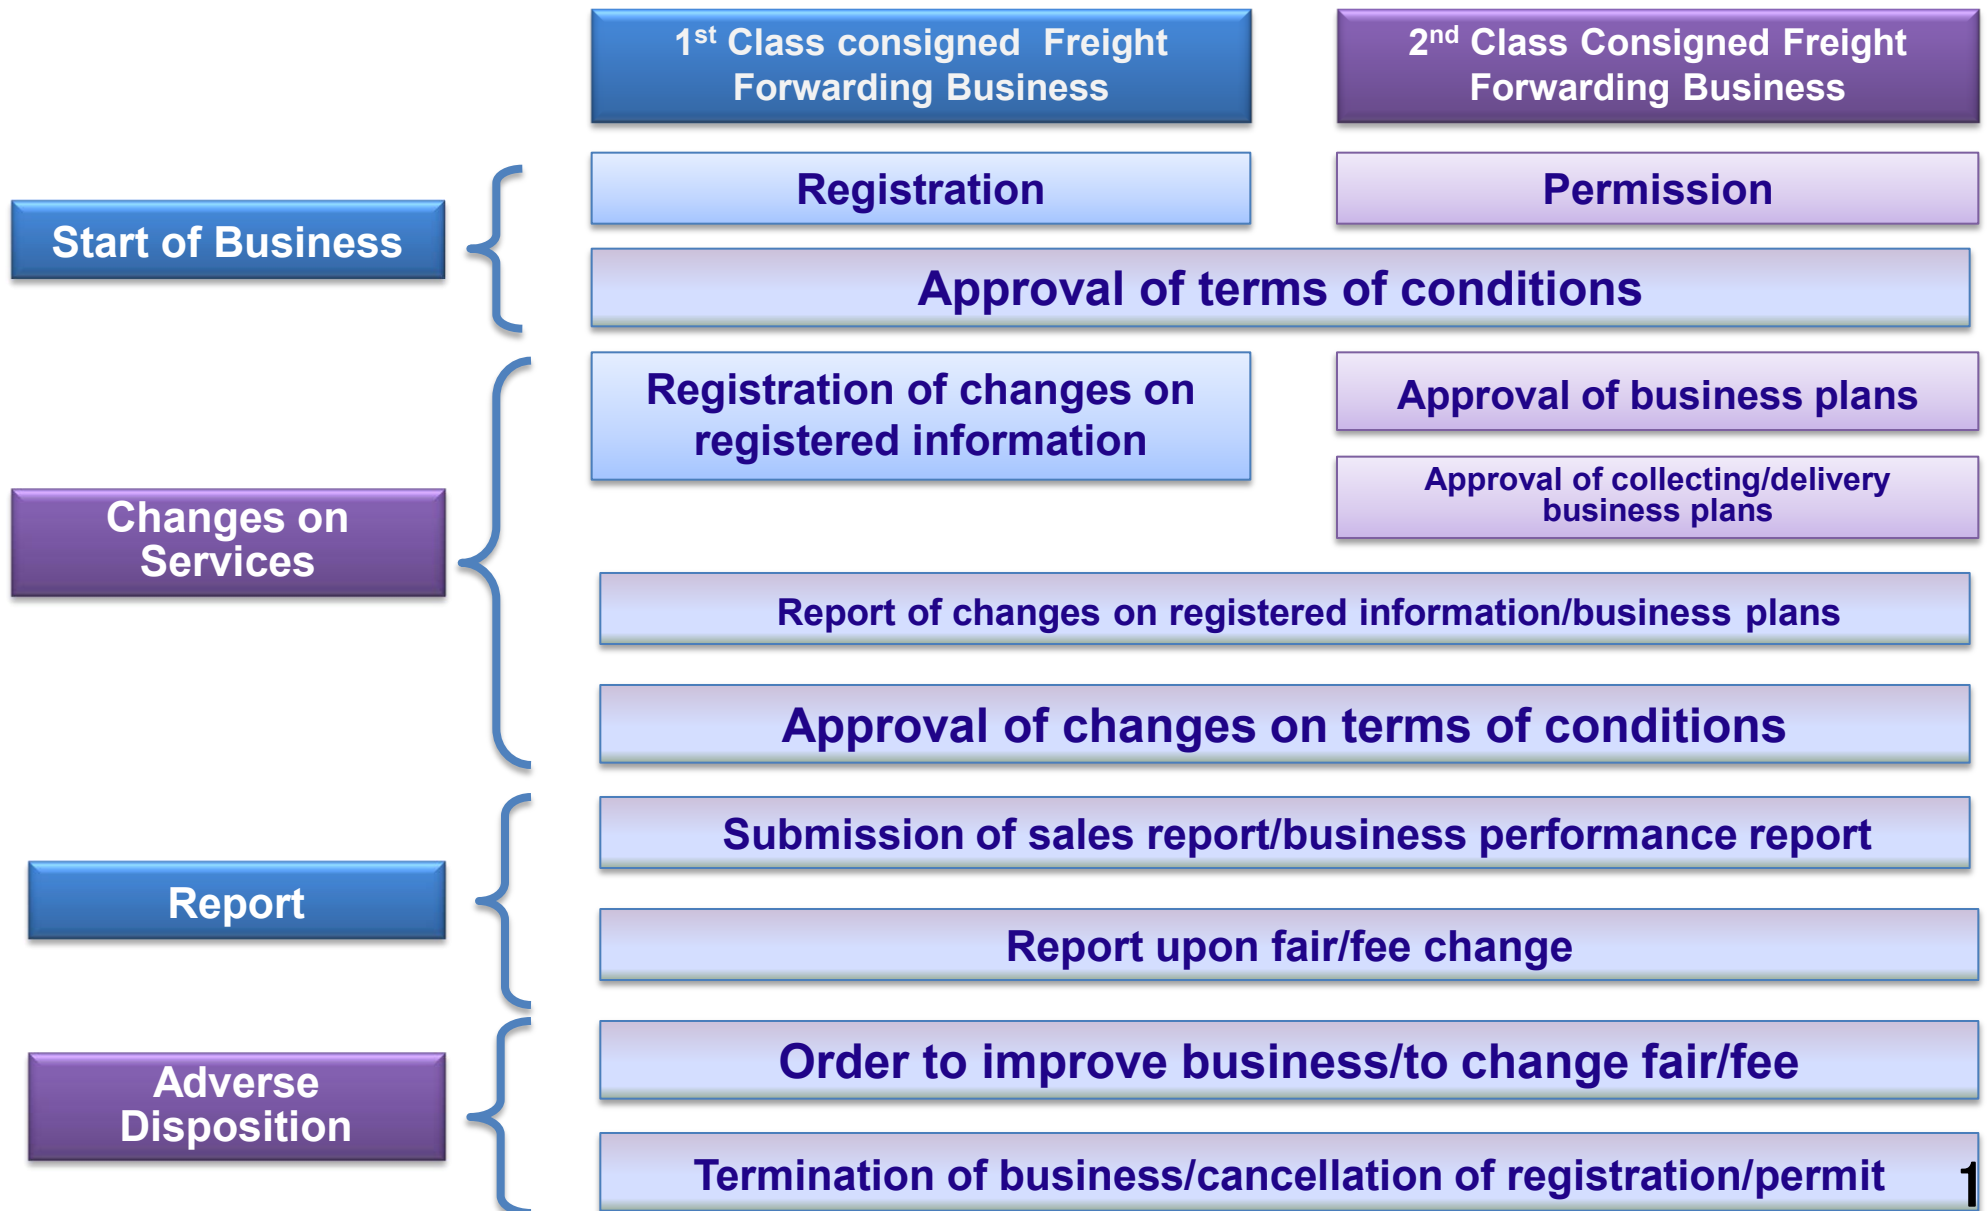 1st Class consigned Freight
Forwarding Business
2nd Class Consigned Freight
Forwarding Business
Start of Business
Registration
Permission
Approval of terms of conditions
Changes on
Services
Registration of changes on
registered information
Approval of business plans
Approval of collecting/delivery
business plans
Report of changes on registered information/business plans
Approval of changes on terms of conditions
Report
Submission of sales report/business performance report
Report upon fair/fee change
Adverse
Disposition
Order to improve business/to change fair/fee
Termination of business/cancellation of registration/permit
1